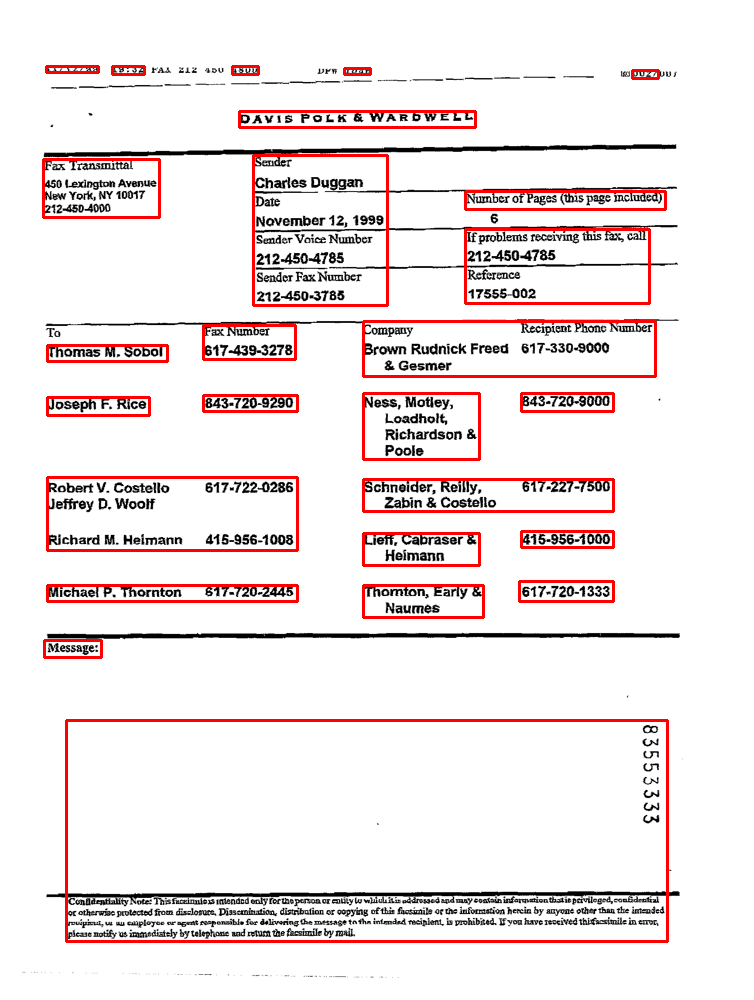 FAX 212 450
DAVIS POLK & WARDWELL
Fax Transmittal
450 Lexington Avenue
New York, NY 10017
212-450-4000
Sender
Charles Duggan
Date
November 12, 1999
Number of Pages (this page included)
6
Sender Voice Number
212-450-4785
If problems receiving this fax, call
212-450-4785
Sender Fax Number
212-450-3785
Reference
17555-002
To Fax Number Company Recipient Phone Number
Thomas M. Sobol 617-439-3278 Brown Rudnick Freed 617-330-9000
& Gesmer
Joseph F. Rice 843-720-9290 Ness, Motley, 843-720-9000
Loadholt,
Richardson &
Poole
Robert V. Costello 617-722-0286 Schneider, Reilly, 617-227-7500
Jeffrey D. Woolf Zabin & Costello
Richard M. Heimann 415-956-1008 Lieff, Cabraser & 415-956-1000
Heimann
Michael P. Thornton 617-720-2445 Thornton, Early & 617-720-1333
Naumes
Message:
83553333
Confidentiality Note: This facsimile is intended only for the person or entity to which it is addressed and may contain information that is privileged, confidential
or otherwise protected from disclosure. Dissemination, distribution or copying of this facsimile or the information herein by anyone other than the intended
recipient, or an employee or agent responsible for delivering the message to the intended recipient, is prohibited. If you have received this facsimile in error,
please notify us immediately by telephone and return the facsimile by mail.